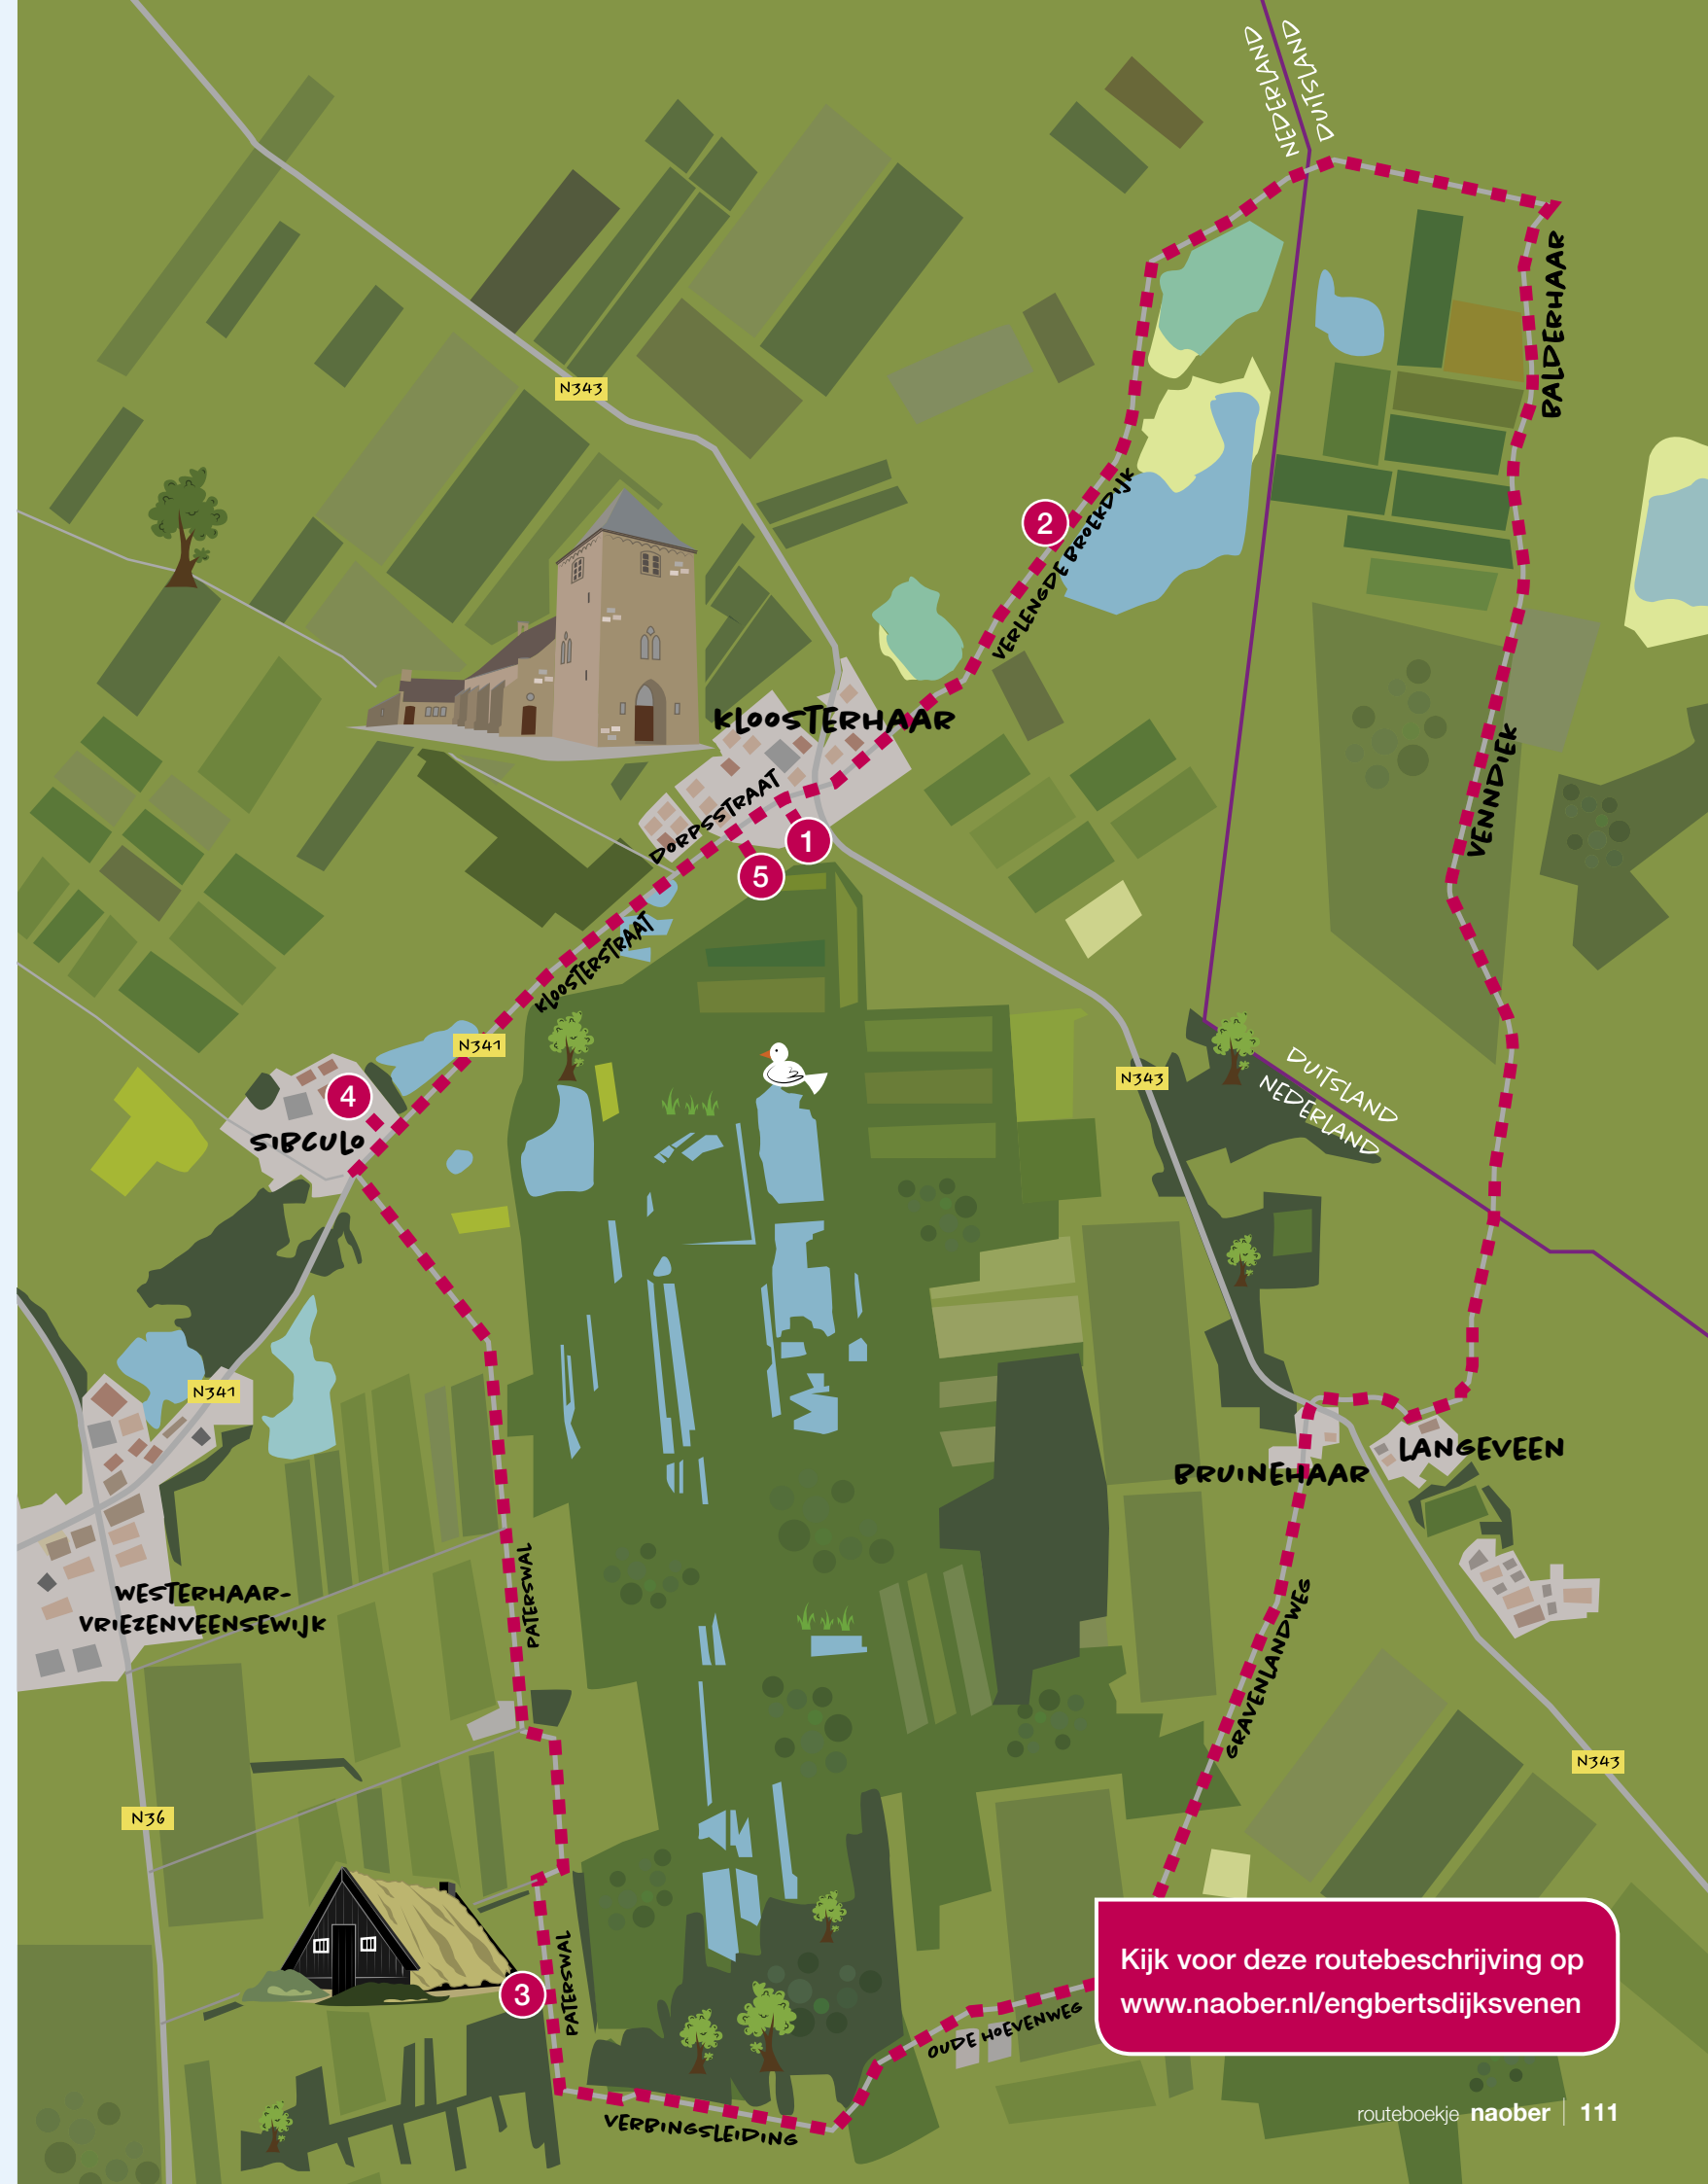 NEDERLAND
DUITSLAND
BALDERHAAR
N343
2
VERLENGDE BROEKDIJK
KLOOSTERHAAR
VENNDIEK
DORPSSTRAAT
1
5
KLOOSTERSTRAAT
N341
N343
DUITSLAND
NEDERLAND
4
SIBCULO
N341
LANGEVEEN
BRUINEHAAR
PATERSWAL
WESTERHAAR-
VRIEZENVEENSEWIJK
GRAVENLANDWEG
N343
N36
PATERSWAL
3
Kijk voor deze routebeschrijving op
www.naober.nl/engbertsdijksvenen
OUDE HOEVENWEG
VERBINGSLEIDING
routeboekje naober | 111